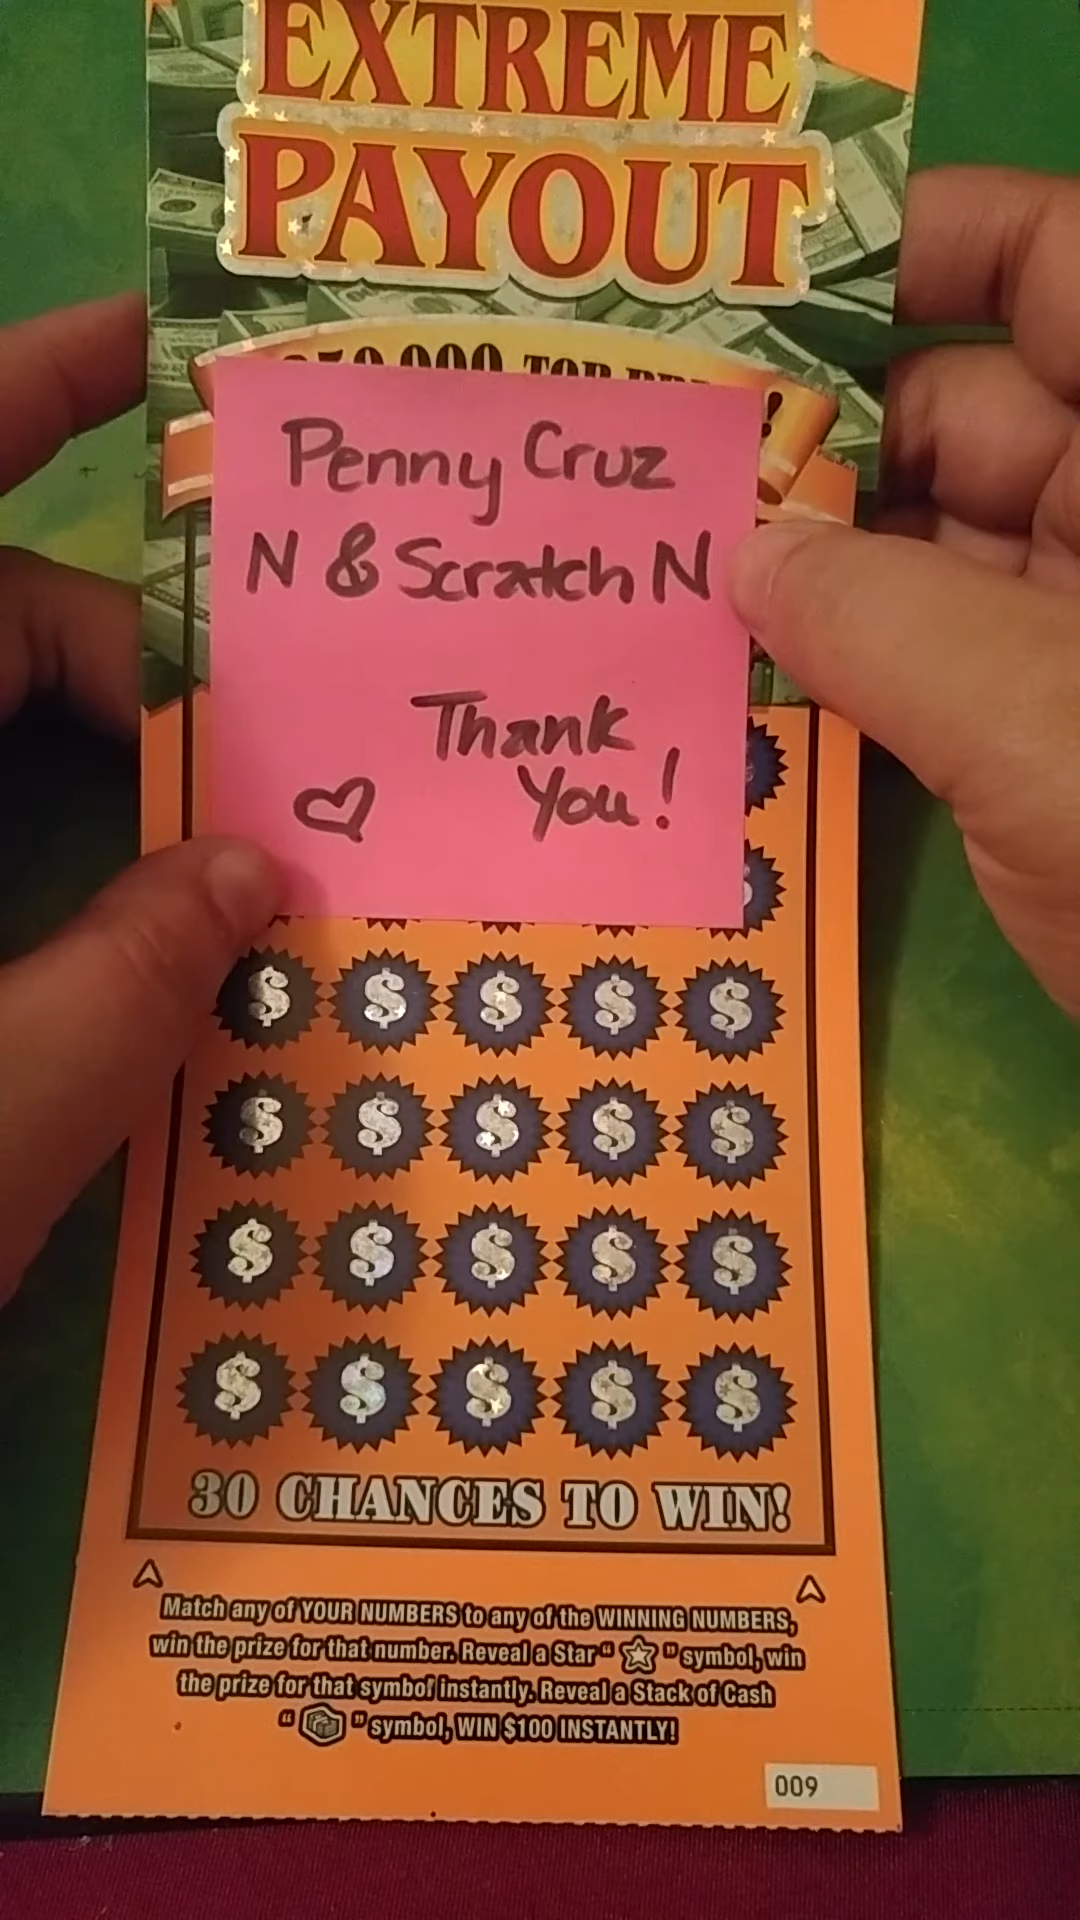 EXTREME
PAYOUT
Penny Cruz
N & Scratch N
Thank
You!
30 CHANCES TO WIN!
Match any of YOUR NUMBERS to any of the WINNING NUMBERS,
win the prize for that number. Reveal a Star “ ” symbol, win
the prize for that symbol instantly. Reveal a Stack of Cash
“ ” symbol, WIN $100 INSTANTLY!
009